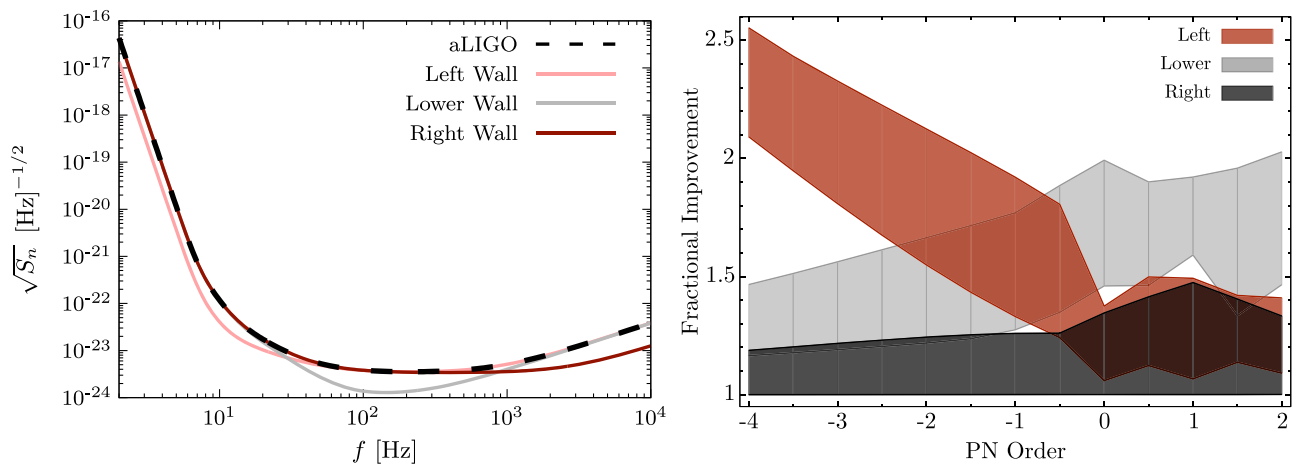 10^{-16}
10^{-17}
10^{-18}
10^{-19}
10^{-20}
10^{-21}
10^{-22}
10^{-23}
10^{-24}
√S_n [Hz]^{-1/2}
aLIGO
Left Wall
Lower Wall
Right Wall
10^1
10^2
10^3
10^4
f [Hz]
2.5
2
1.5
1
Fractional Improvement
Left
Lower
Right
-4
-3
-2
-1
0
1
2
PN Order